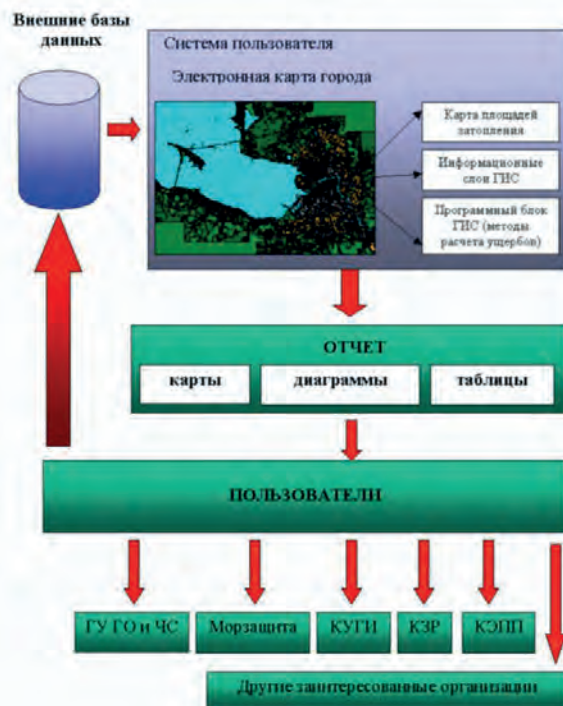 Внешние базы
данных
Система пользователя
Электронная карта города
Карта площадей
затопления
Информационные
слои ГИС
Программный блок
ГИС (методы
расчета ущербов)
ОТЧЕТ
карты
диаграммы
таблицы
ПОЛЬЗОВАТЕЛИ
ГУ ГО и ЧС
Морзащита
КУГИ
КЗР
КЭПП
Другие заинтересованные организации